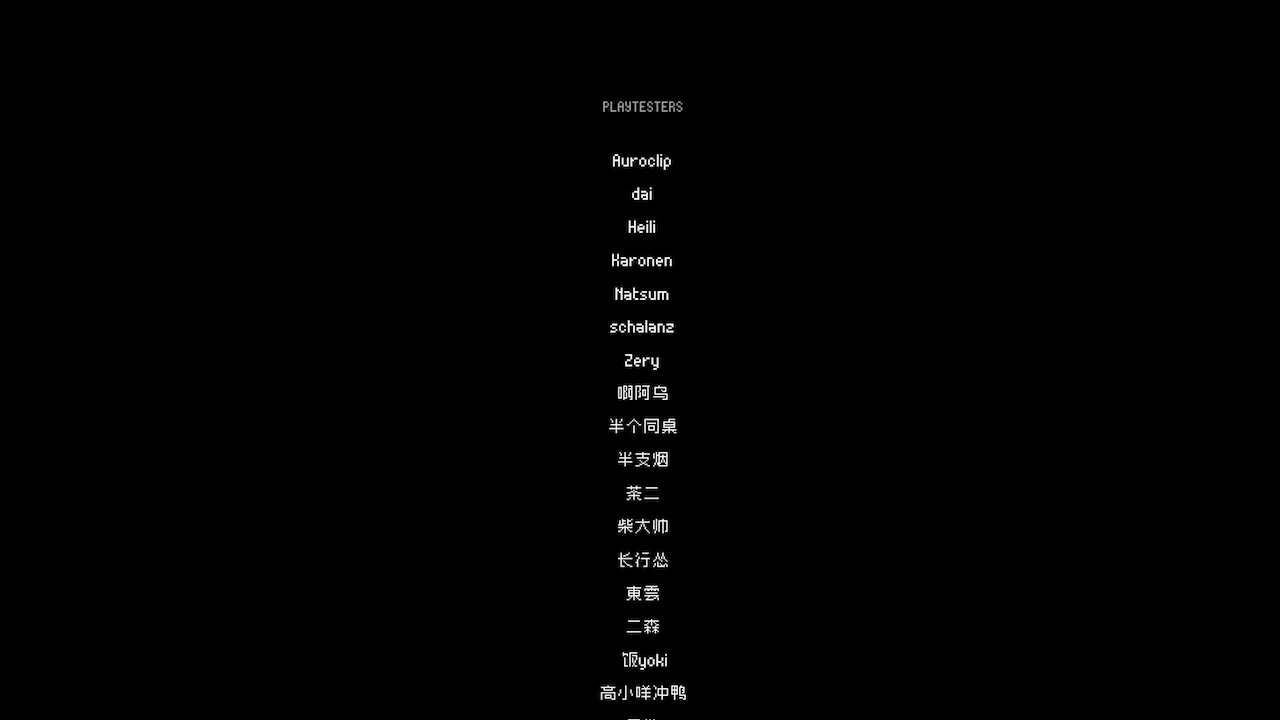 PLAYTESTERS
Auroclip
dai
Heili
Karonen
Natsum
schalanz
Zery
啊阿鸟
半个同桌
半支烟
茶二
柴大帅
长行怂
東雲
二森
饭yoki
高小咩冲鸭